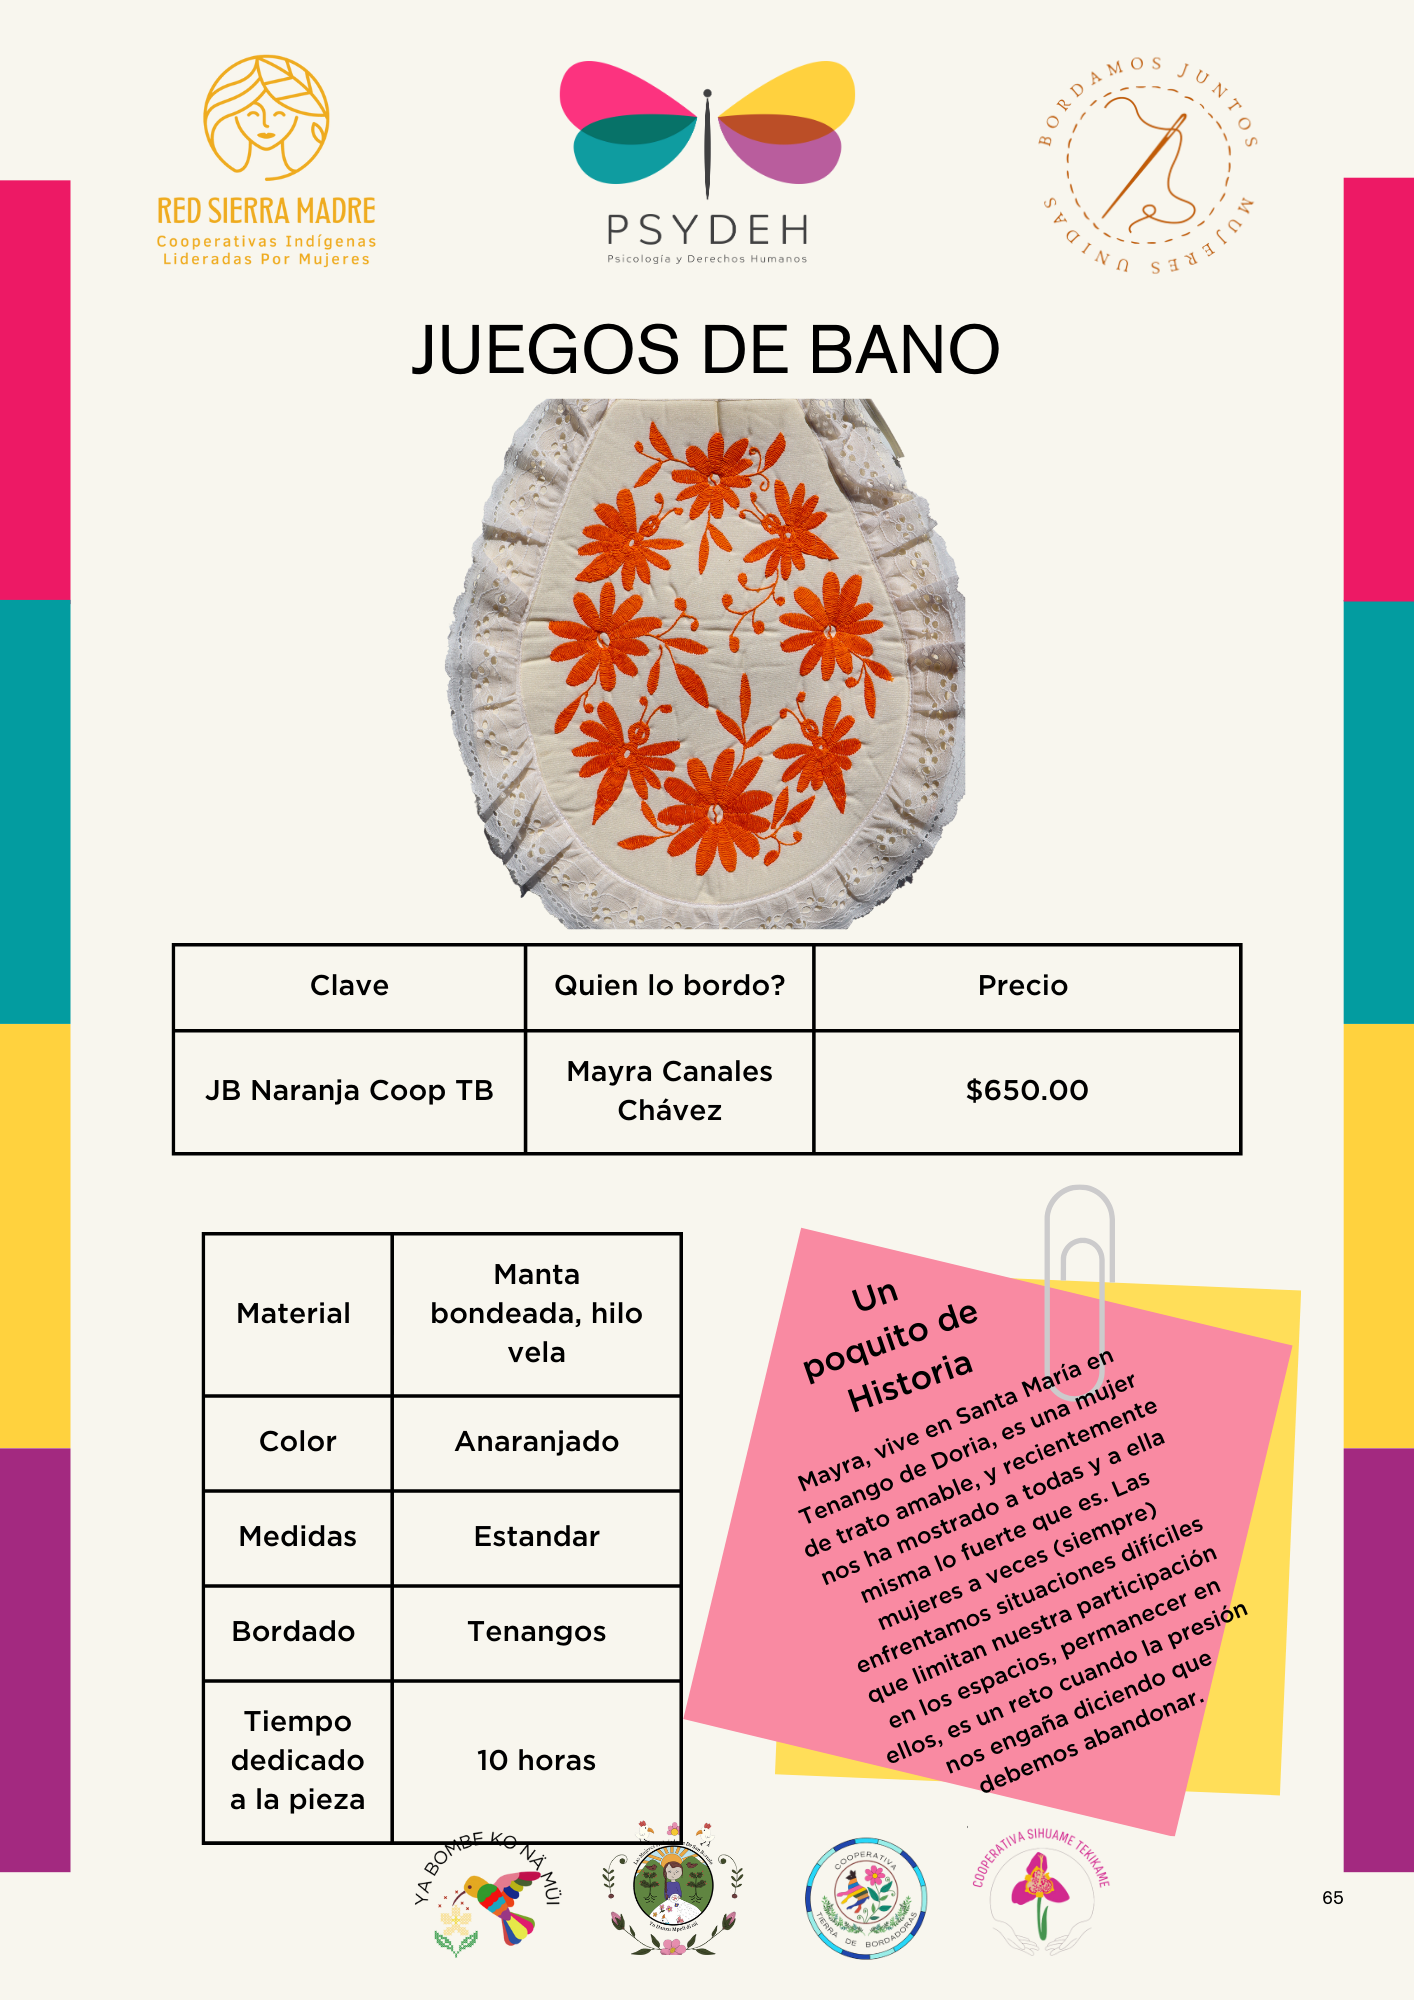 RED SIERRA MADRE
Cooperativas Indígenas
Lideradas Por Mujeres
PSYDEH
Psicología y Derechos Humanos
BORDAMOS JUNTOS
MUJERES UNIDAS
JUEGOS DE BANO
Clave
Quien lo bordo?
Precio
JB Naranja Coop TB
Mayra Canales
Chávez
$650.00
Material
Manta
bondeada, hilo
vela
Color
Anaranjado
Medidas
Estandar
Bordado
Tenangos
Tiempo
dedicado
a la pieza
10 horas
Un
poquito de
Historia
Mayra, vive en Santa María en
Tenango de Doria, es una mujer
de trato amable, y recientemente
nos ha mostrado a todas y a ella
misma lo fuerte que es. Las
mujeres a veces (siempre)
enfrentamos situaciones difíciles
que limitan nuestra participación
en los espacios, permanecer en
ellos, es un reto cuando la presión
nos engaña diciendo que
debemos abandonar.
YA BOMBE KO NÄ MÜI
COOPERATIVA
TIERRA DE BORDADORAS
COOPERATIVA SIHUAME TEKIKAME
65